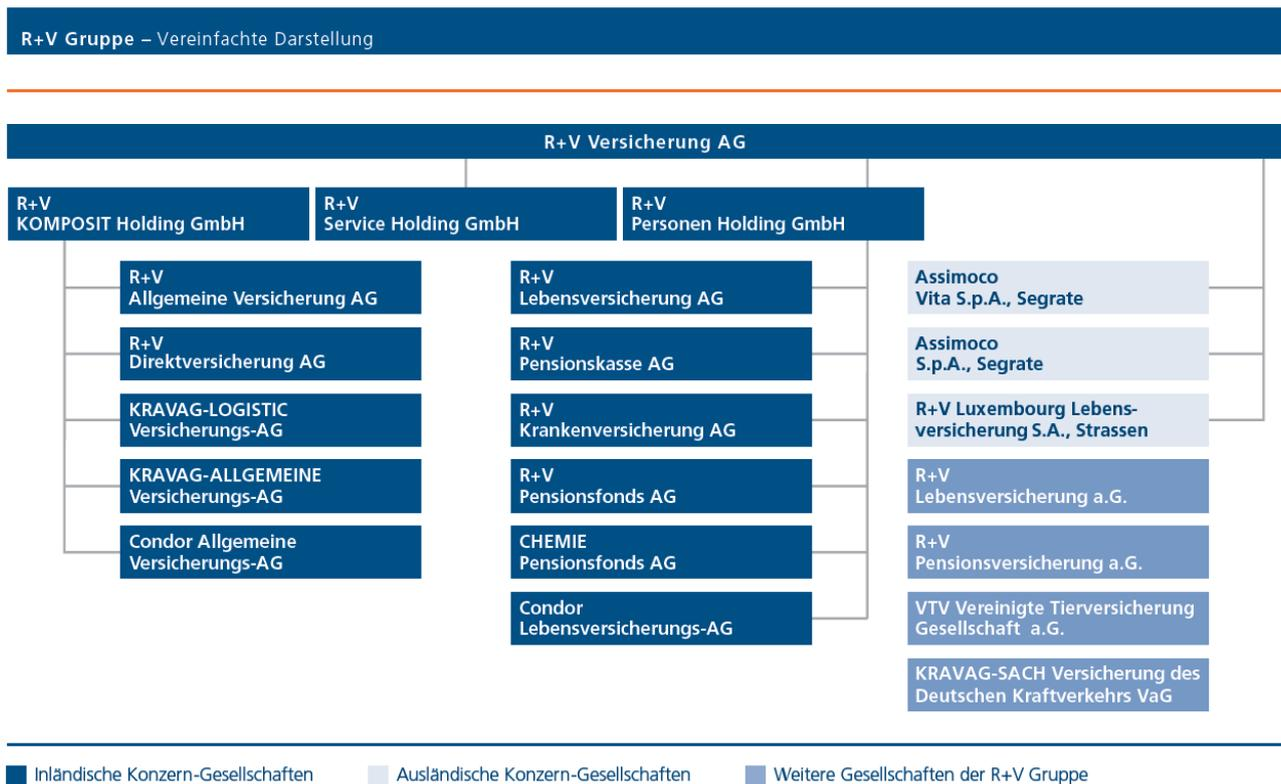 R+V Gruppe – Vereinfachte Darstellung
R+V Versicherung AG
R+V
KOMPOSIT Holding GmbH
R+V
Service Holding GmbH
R+V
Personen Holding GmbH
R+V
Allgemeine Versicherung AG
R+V
Direktversicherung AG
KRAVAG-LOGISTIC
Versicherungs-AG
KRAVAG-ALLGEMEINE
Versicherungs-AG
Condor Allgemeine
Versicherungs-AG
R+V
Lebensversicherung AG
R+V
Pensionskasse AG
R+V
Krankenversicherung AG
R+V
Pensionsfonds AG
CHEMIE
Pensionsfonds AG
Condor
Lebensversicherungs-AG
Assimoco
Vita S.p.A., Segrate
Assimoco
S.p.A., Segrate
R+V Luxembourg Lebens-
versicherung S.A., Strassen
R+V
Lebensversicherung a.G.
R+V
Pensionsversicherung a.G.
VTV Vereinigte Tierversicherung
Gesellschaft a.G.
KRAVAG-SACH Versicherung des
Deutschen Kraftverkehrs VaG
Inländische Konzern-Gesellschaften
Ausländische Konzern-Gesellschaften
Weitere Gesellschaften der R+V Gruppe